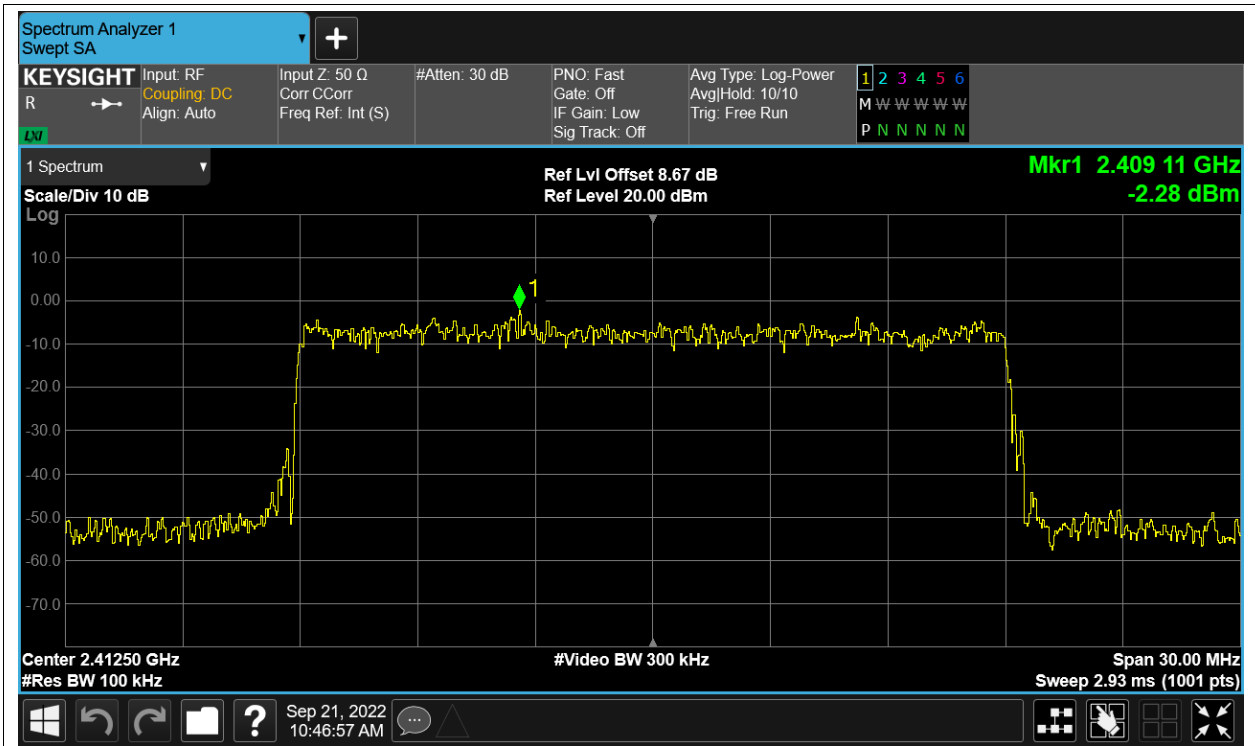 Spectrum Analyzer 1
Swept SA
KEYSIGHT
R
LXI
Input: RF
Coupling: DC
Align: Auto
Input Z: 50 Ω
Corr CCorr
Freq Ref: Int (S)
#Atten: 30 dB
PNO: Fast
Gate: Off
IF Gain: Low
Sig Track: Off
Avg Type: Log-Power
Avg|Hold: 10/10
Trig: Free Run
1 2 3 4 5 6
M W W W W W
P N N N N N
1 Spectrum
Scale/Div 10 dB
Ref Lvl Offset 8.67 dB
Ref Level 20.00 dBm
Mkr1 2.409 11 GHz
-2.28 dBm
Log
10.0
0.00
-10.0
-20.0
-30.0
-40.0
-50.0
-60.0
-70.0
1
Center 2.41250 GHz
#Res BW 100 kHz
#Video BW 300 kHz
Span 30.00 MHz
Sweep 2.93 ms (1001 pts)
?
Sep 21, 2022
10:46:57 AM